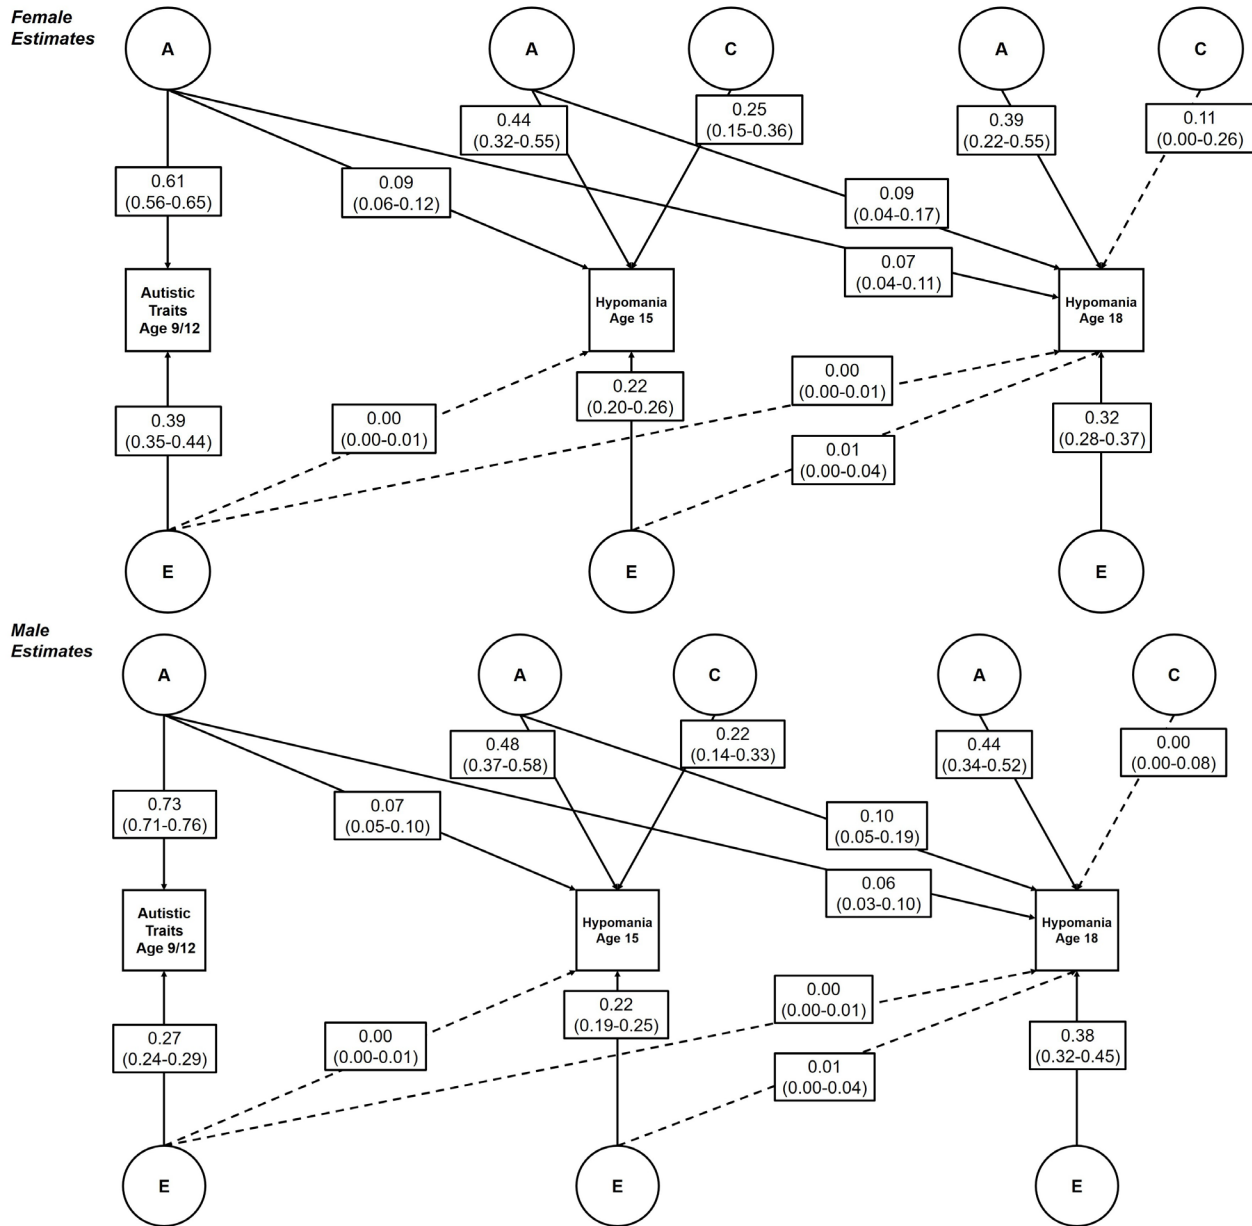 Female
Estimates
A
A
C
A
C
0.44
(0.32-0.55)
0.25
(0.15-0.36)
0.39
(0.22-0.55)
0.11
(0.00-0.26)
0.61
(0.56-0.65)
0.09
(0.06-0.12)
0.09
(0.04-0.17)
0.07
(0.04-0.11)
Autistic
Traits
Age 9/12
Hypomania
Age 15
Hypomania
Age 18
0.39
(0.35-0.44)
0.00
(0.00-0.01)
0.22
(0.20-0.26)
0.00
(0.00-0.01)
0.01
(0.00-0.04)
0.32
(0.28-0.37)
E
E
E
Male
Estimates
A
A
C
A
C
0.48
(0.37-0.58)
0.22
(0.14-0.33)
0.44
(0.34-0.52)
0.00
(0.00-0.08)
0.73
(0.71-0.76)
0.07
(0.05-0.10)
0.10
(0.05-0.19)
0.06
(0.03-0.10)
Autistic
Traits
Age 9/12
Hypomania
Age 15
Hypomania
Age 18
0.27
(0.24-0.29)
0.00
(0.00-0.01)
0.22
(0.19-0.25)
0.00
(0.00-0.01)
0.01
(0.00-0.04)
0.38
(0.32-0.45)
E
E
E